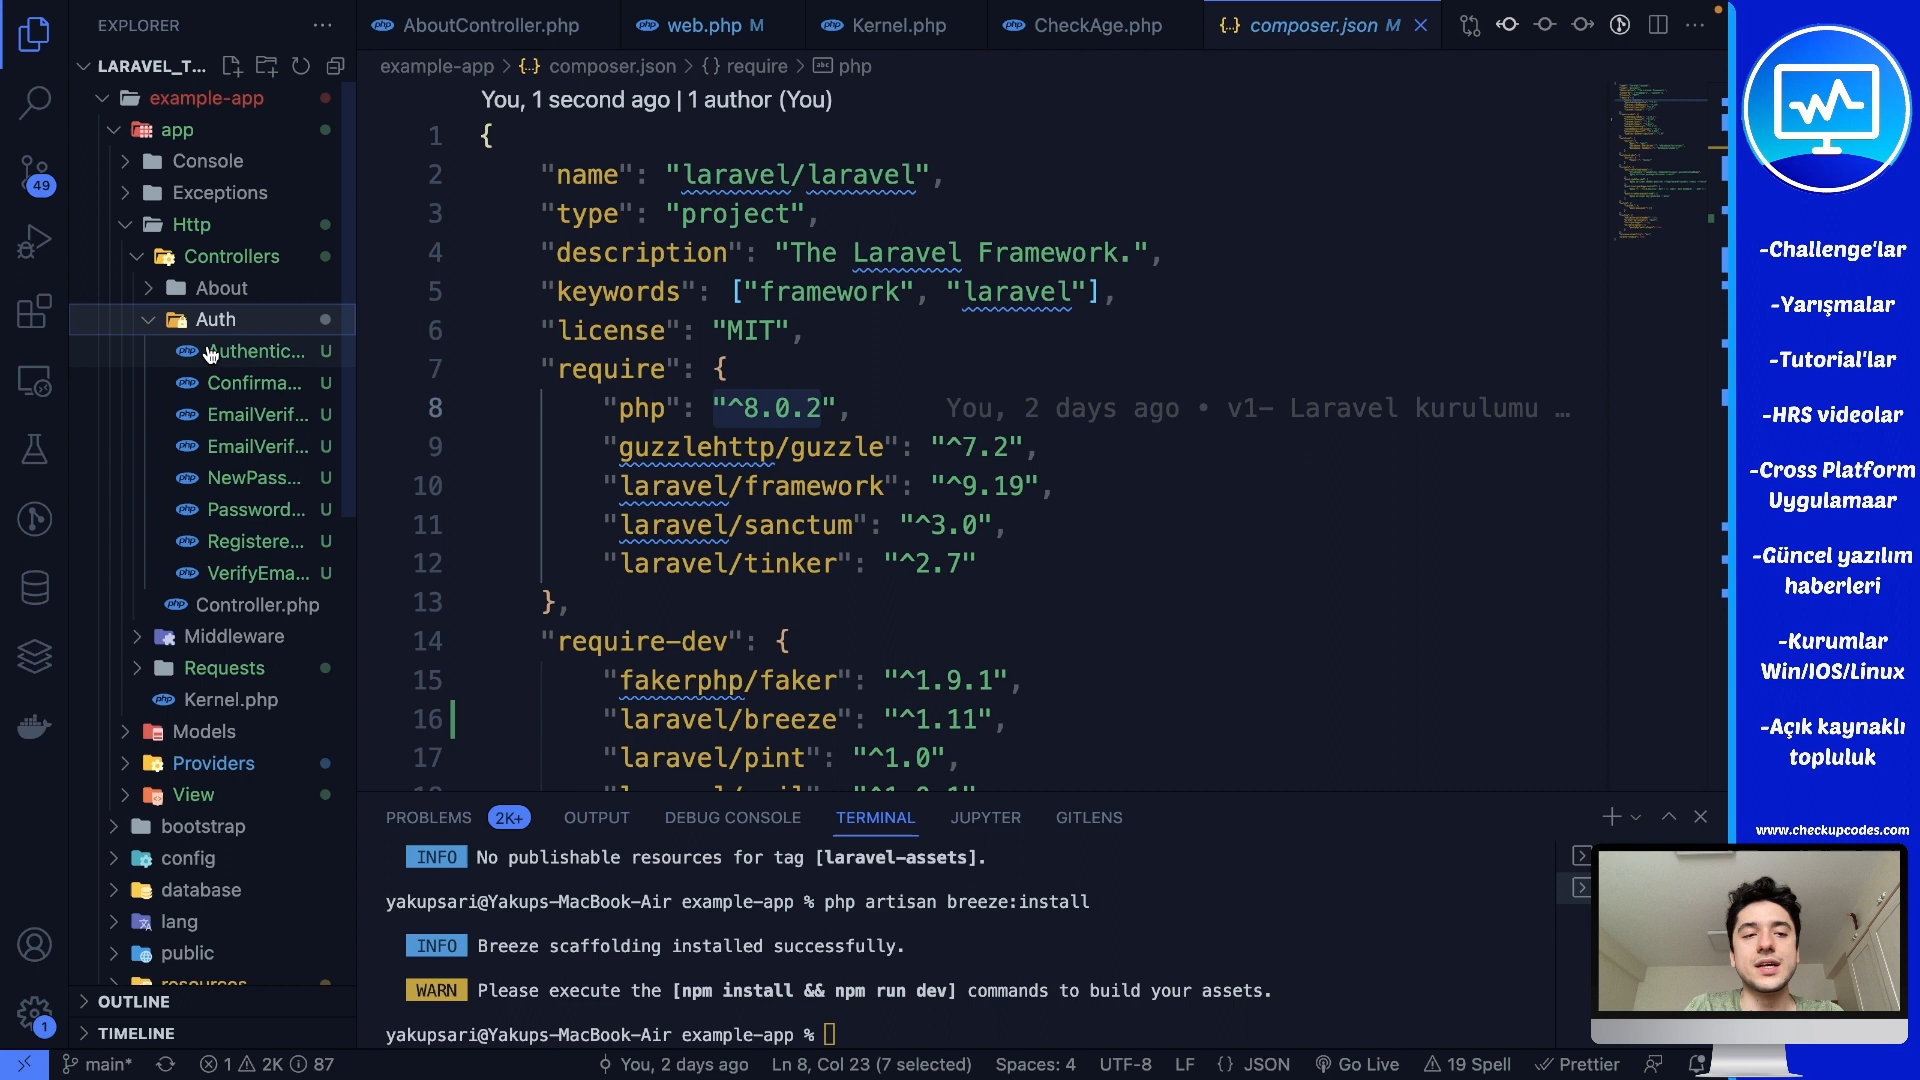 EXPLORER
LARAVEL_T...
example-app
app
Console
Exceptions
Http
Controllers
About
Auth
Authentic... U
Confirma... U
EmailVerif... U
EmailVerif... U
NewPass... U
Password... U
Registere... U
VerifyEma... U
Controller.php
Middleware
Requests
Kernel.php
Models
Providers
View
bootstrap
config
database
lang
public
resources
OUTLINE
TIMELINE
49
1
AboutController.php
web.php M
Kernel.php
CheckAge.php
composer.json M
example-app > {..} composer.json > { } require > abc php
You, 1 second ago | 1 author (You)
1 {
2 "name": "laravel/laravel",
3 "type": "project",
4 "description": "The Laravel Framework.",
5 "keywords": ["framework", "laravel"],
6 "license": "MIT",
7 "require": {
8 "php": "^8.0.2", You, 2 days ago • v1- Laravel kurulumu …
9 "guzzlehttp/guzzle": "^7.2",
10 "laravel/framework": "^9.19",
11 "laravel/sanctum": "^3.0",
12 "laravel/tinker": "^2.7"
13 },
14 "require-dev": {
15 "fakerphp/faker": "^1.9.1",
16 "laravel/breeze": "^1.11",
17 "laravel/pint": "^1.0",
PROBLEMS 2K+ OUTPUT DEBUG CONSOLE TERMINAL JUPYTER GITLENS
INFO No publishable resources for tag [laravel-assets].
yakupsari@Yakups-MacBook-Air example-app % php artisan breeze:install
INFO Breeze scaffolding installed successfully.
WARN Please execute the [npm install && npm run dev] commands to build your assets.
yakupsari@Yakups-MacBook-Air example-app %
main* 1 2K 87 You, 2 days ago Ln 8, Col 23 (7 selected) Spaces: 4 UTF-8 LF { } JSON Go Live 19 Spell Prettier
-Challenge'lar
-Yarışmalar
-Tutorial'lar
-HRS videolar
-Cross Platform
Uygulamaar
-Güncel yazılım
haberleri
-Kurumlar
Win/IOS/Linux
-Açık kaynaklı
topluluk
www.checkupcodes.com